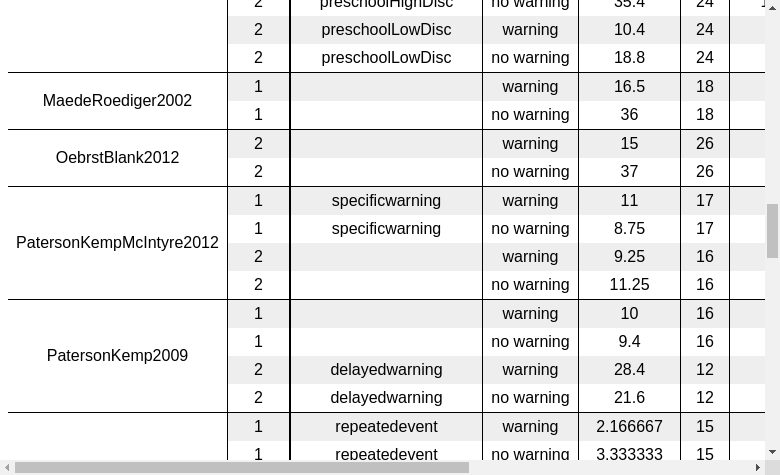 2 preschoolHighDisc no warning 35.4 24
2 preschoolLowDisc warning 10.4 24
2 preschoolLowDisc no warning 18.8 24
MaedeRoediger2002
1 warning 16.5 18
1 no warning 36 18
OebrstBlank2012
2 warning 15 26
2 no warning 37 26
PatersonKempMcIntyre2012
1 specificwarning warning 11 17
1 specificwarning no warning 8.75 17
2 warning 9.25 16
2 no warning 11.25 16
PatersonKemp2009
1 warning 10 16
1 no warning 9.4 16
2 delayedwarning warning 28.4 12
2 delayedwarning no warning 21.6 12
1 repeatedevent warning 2.166667 15
1 repeatedevent no warning 3.333333 15